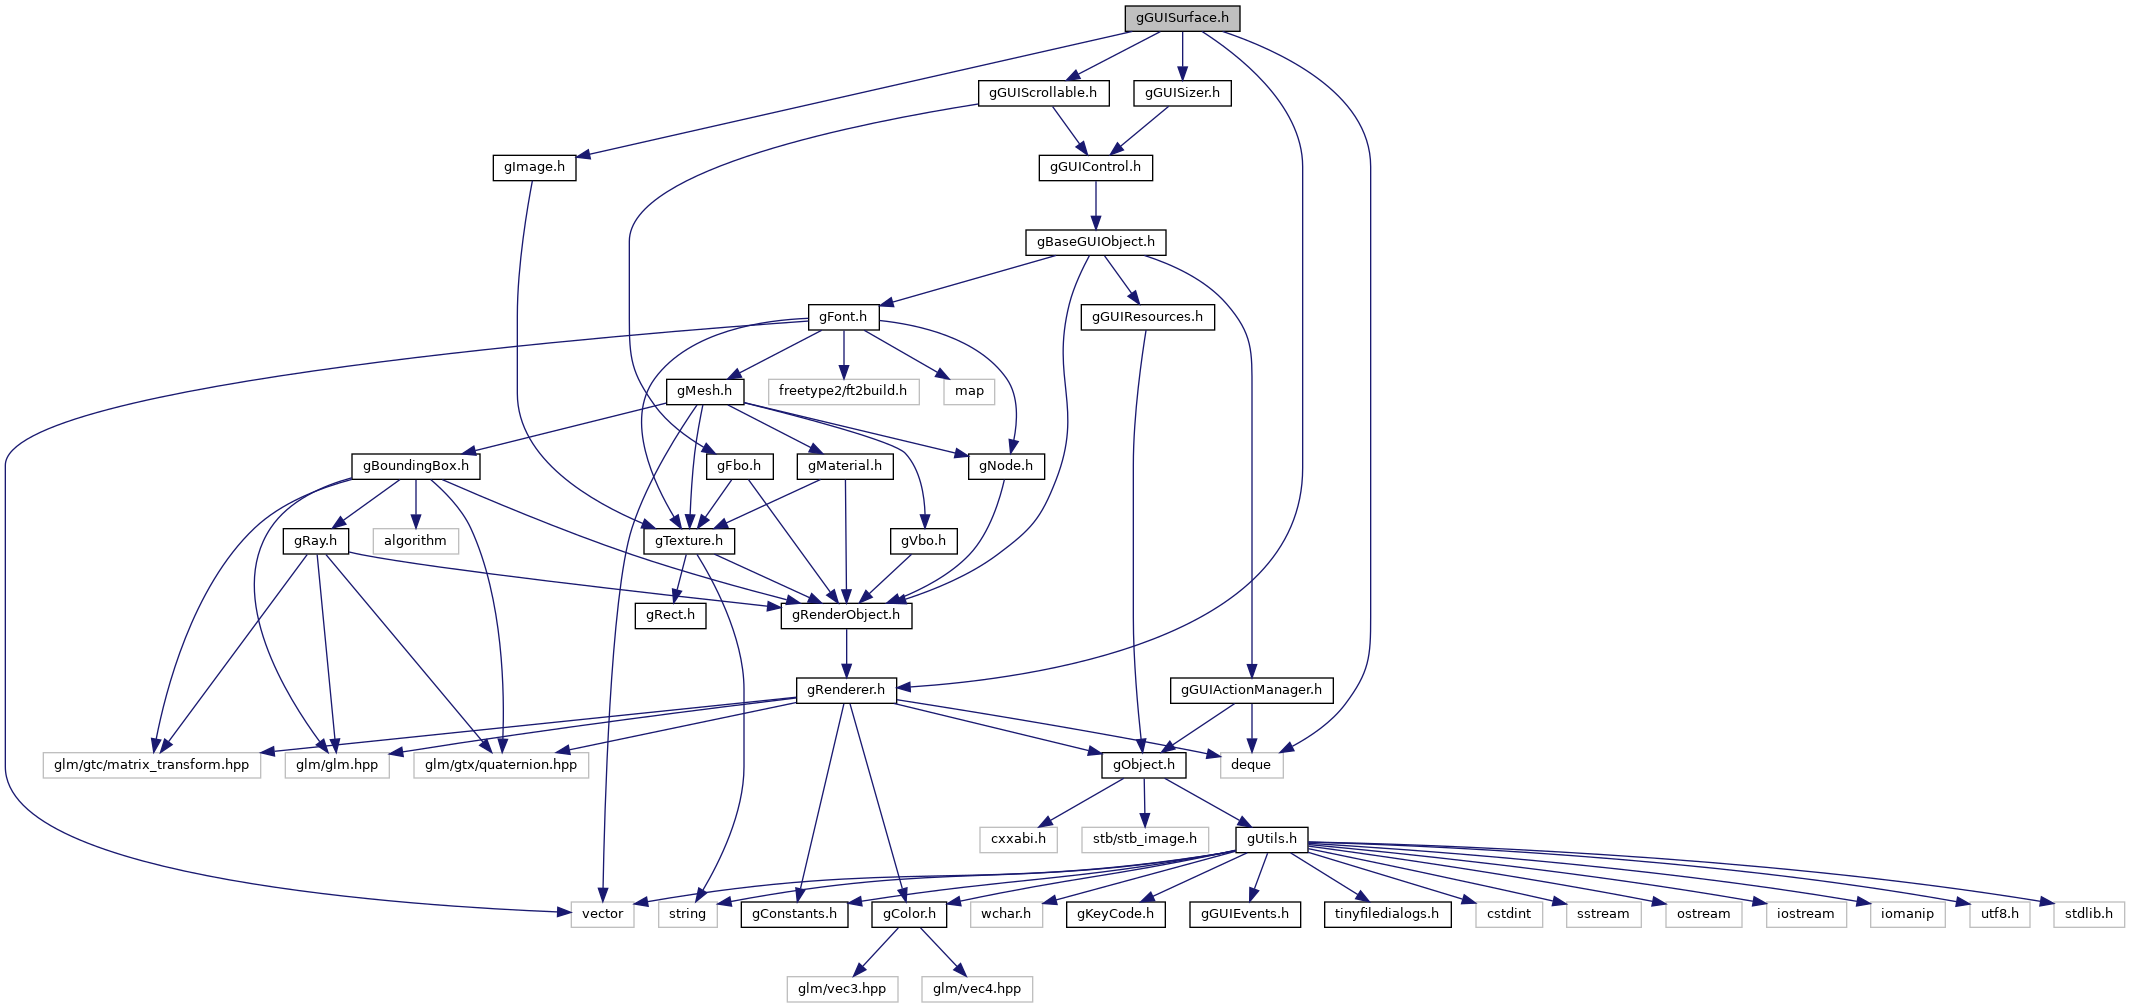 gGUISurface.h
gGUIScrollable.h
gGUISizer.h
gImage.h
gGUIControl.h
gBaseGUIObject.h
gFont.h
gGUIResources.h
gMesh.h
freetype2/ft2build.h
map
gBoundingBox.h
gFbo.h
gMaterial.h
gNode.h
gRay.h
algorithm
gTexture.h
gVbo.h
gRect.h
gRenderObject.h
gRenderer.h
gGUIActionManager.h
glm/gtc/matrix_transform.hpp
glm/glm.hpp
glm/gtx/quaternion.hpp
gObject.h
deque
cxxabi.h
stb/stb_image.h
gUtils.h
vector
string
gConstants.h
gColor.h
wchar.h
gKeyCode.h
gGUIEvents.h
tinyfiledialogs.h
cstdint
sstream
ostream
iostream
iomanip
utf8.h
stdlib.h
glm/vec3.hpp
glm/vec4.hpp